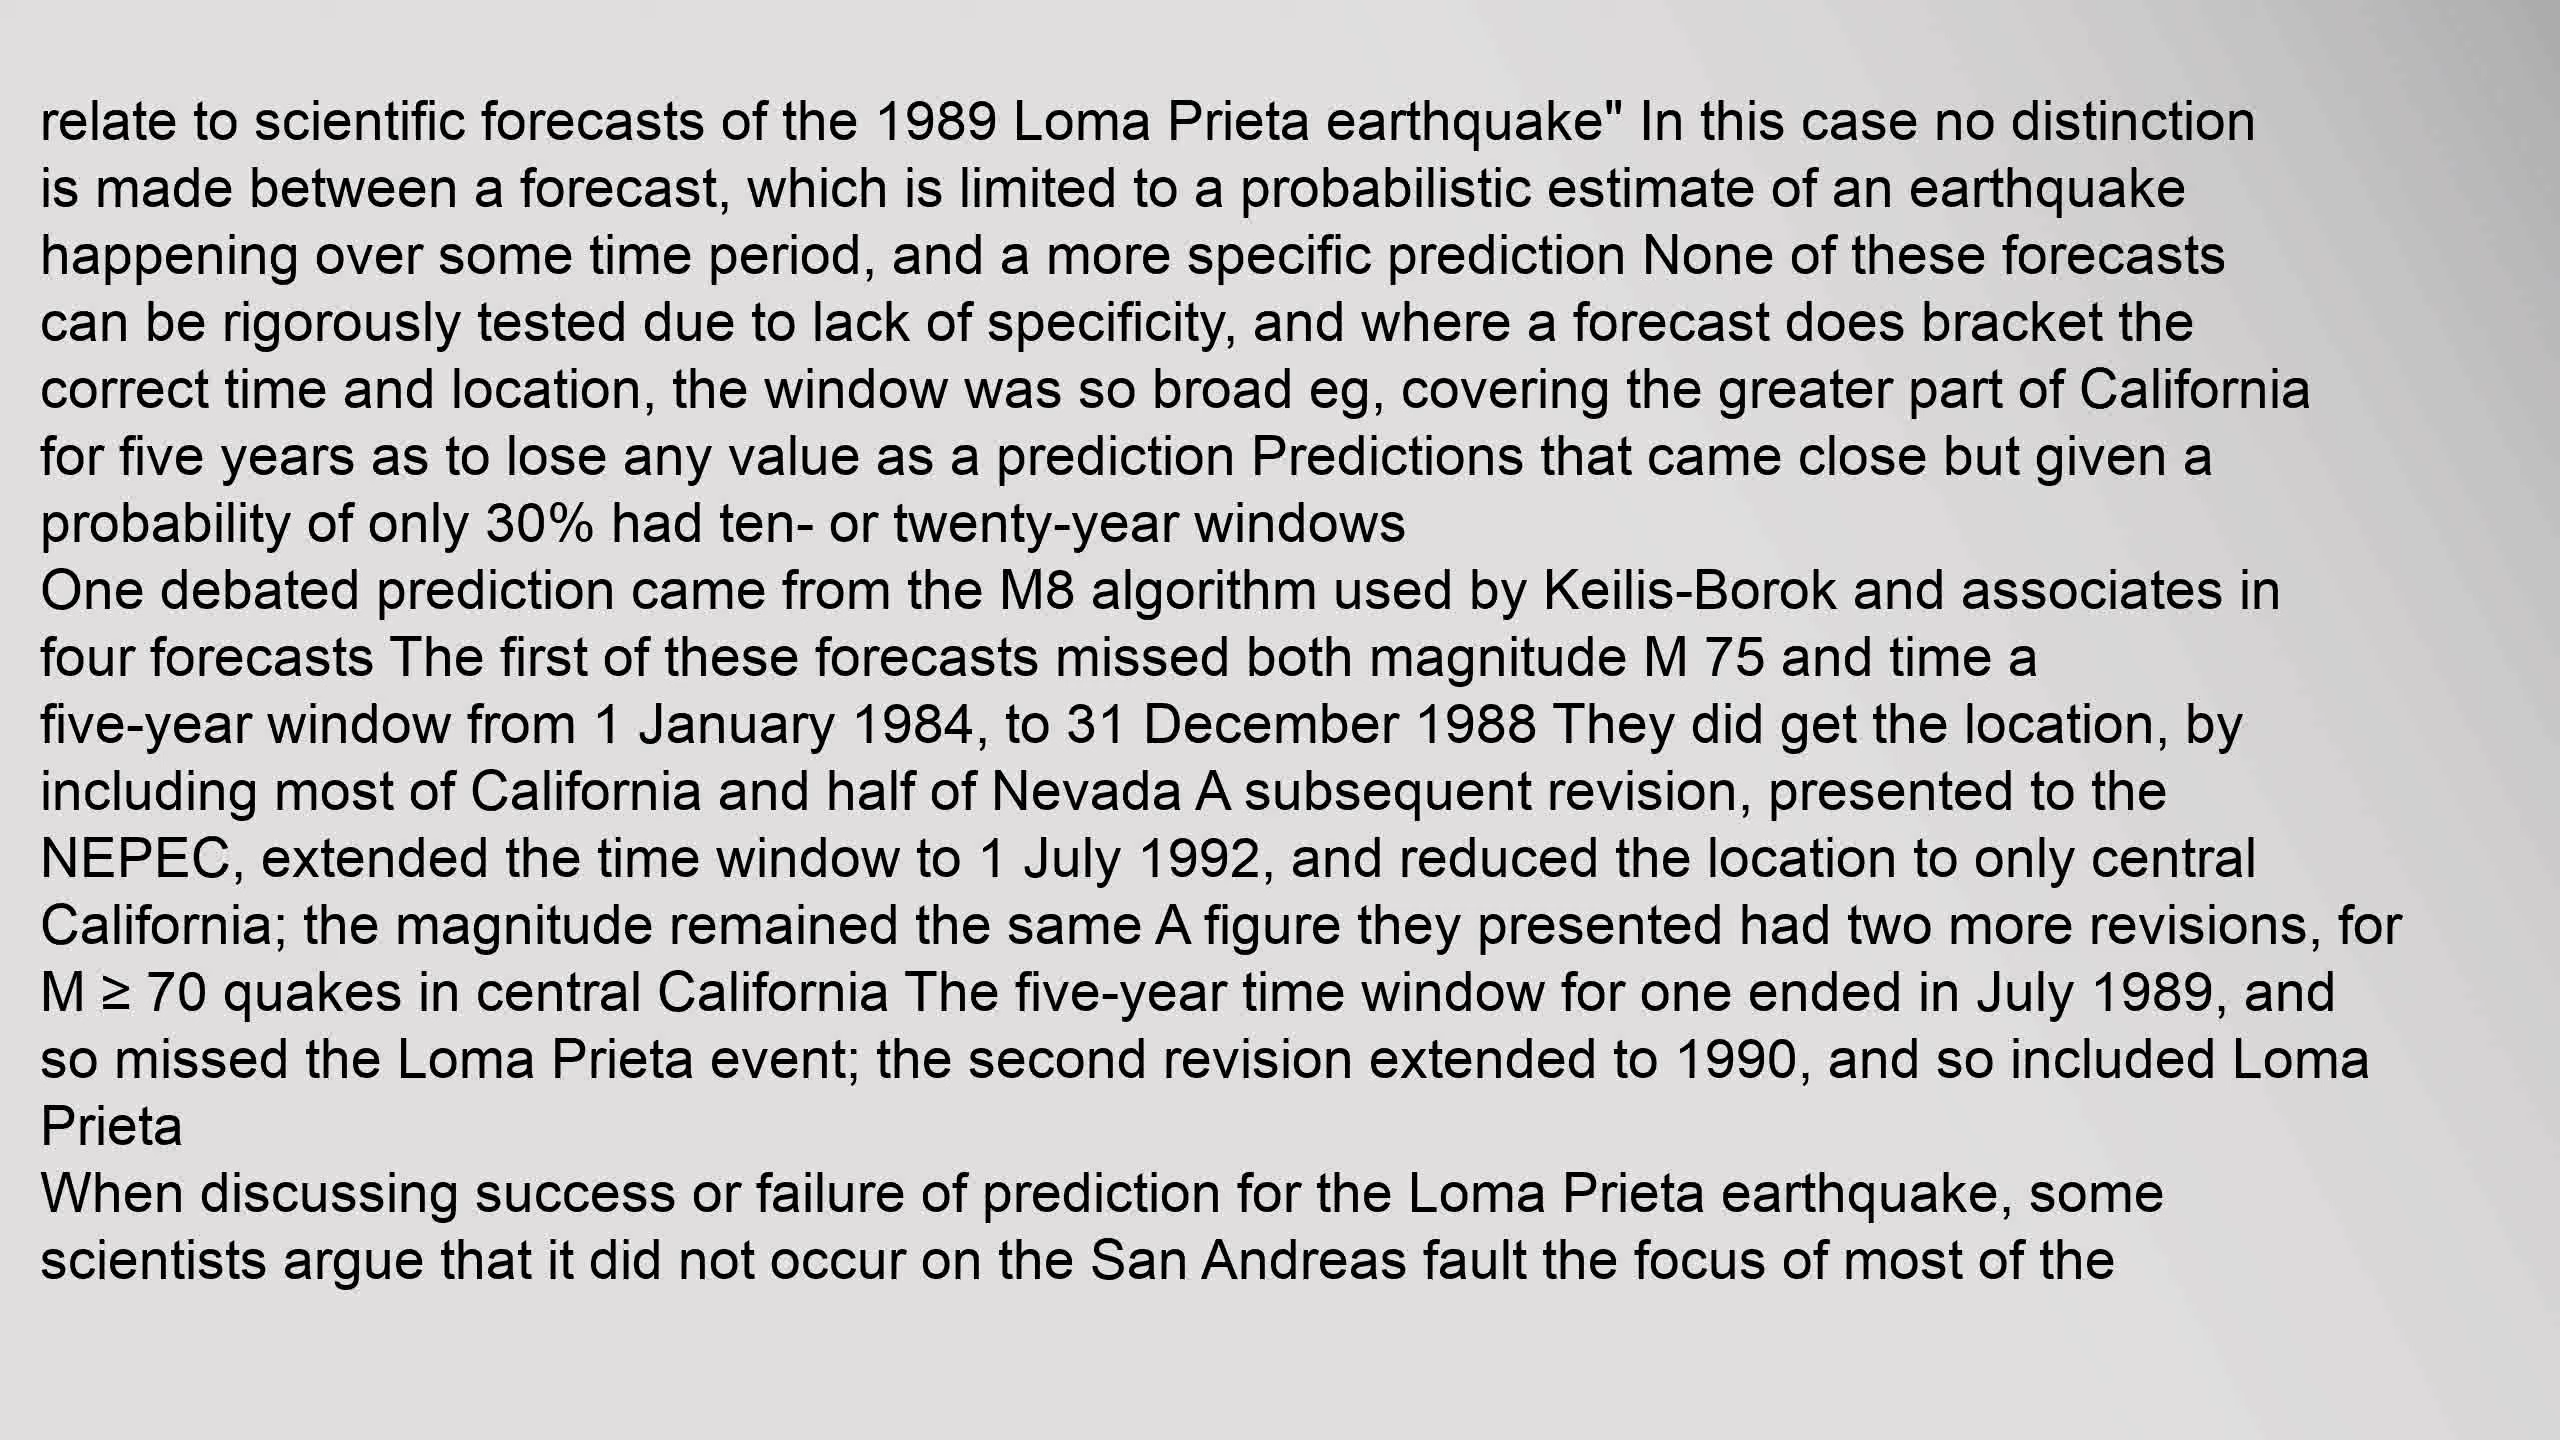 relate to scientific forecasts of the 1989 Loma Prieta earthquake" In this case no distinction
is made between a forecast, which is limited to a probabilistic estimate of an earthquake
happening over some time period, and a more specific prediction None of these forecasts
can be rigorously tested due to lack of specificity, and where a forecast does bracket the
correct time and location, the window was so broad eg, covering the greater part of California
for five years as to lose any value as a prediction Predictions that came close but given a
probability of only 30% had ten- or twenty-year windows
One debated prediction came from the M8 algorithm used by Keilis-Borok and associates in
four forecasts The first of these forecasts missed both magnitude M 75 and time a
five-year window from 1 January 1984, to 31 December 1988 They did get the location, by
including most of California and half of Nevada A subsequent revision, presented to the
NEPEC, extended the time window to 1 July 1992, and reduced the location to only central
California; the magnitude remained the same A figure they presented had two more revisions, for
M ≥ 70 quakes in central California The five-year time window for one ended in July 1989, and
so missed the Loma Prieta event; the second revision extended to 1990, and so included Loma
Prieta
When discussing success or failure of prediction for the Loma Prieta earthquake, some
scientists argue that it did not occur on the San Andreas fault the focus of most of the